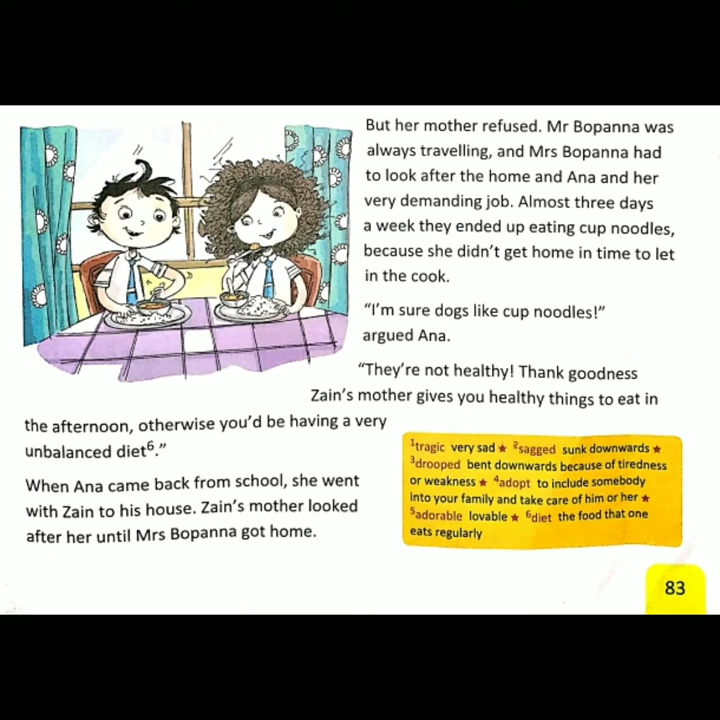 But her mother refused. Mr Bopanna was
always travelling, and Mrs Bopanna had
to look after the home and Ana and her
very demanding job. Almost three days
a week they ended up eating cup noodles,
because she didn't get home in time to let
in the cook.
"I'm sure dogs like cup noodles!"
argued Ana.
"They're not healthy! Thank goodness
Zain's mother gives you healthy things to eat in
the afternoon, otherwise you'd be having a very
unbalanced diet⁶."
When Ana came back from school, she went
with Zain to his house. Zain's mother looked
after her until Mrs Bopanna got home.
¹tragic very sad ★ ²sagged sunk downwards ★
³drooped bent downwards because of tiredness
or weakness ★ ⁴adopt to include somebody
into your family and take care of him or her ★
⁵adorable lovable ★ ⁶diet the food that one
eats regularly
83